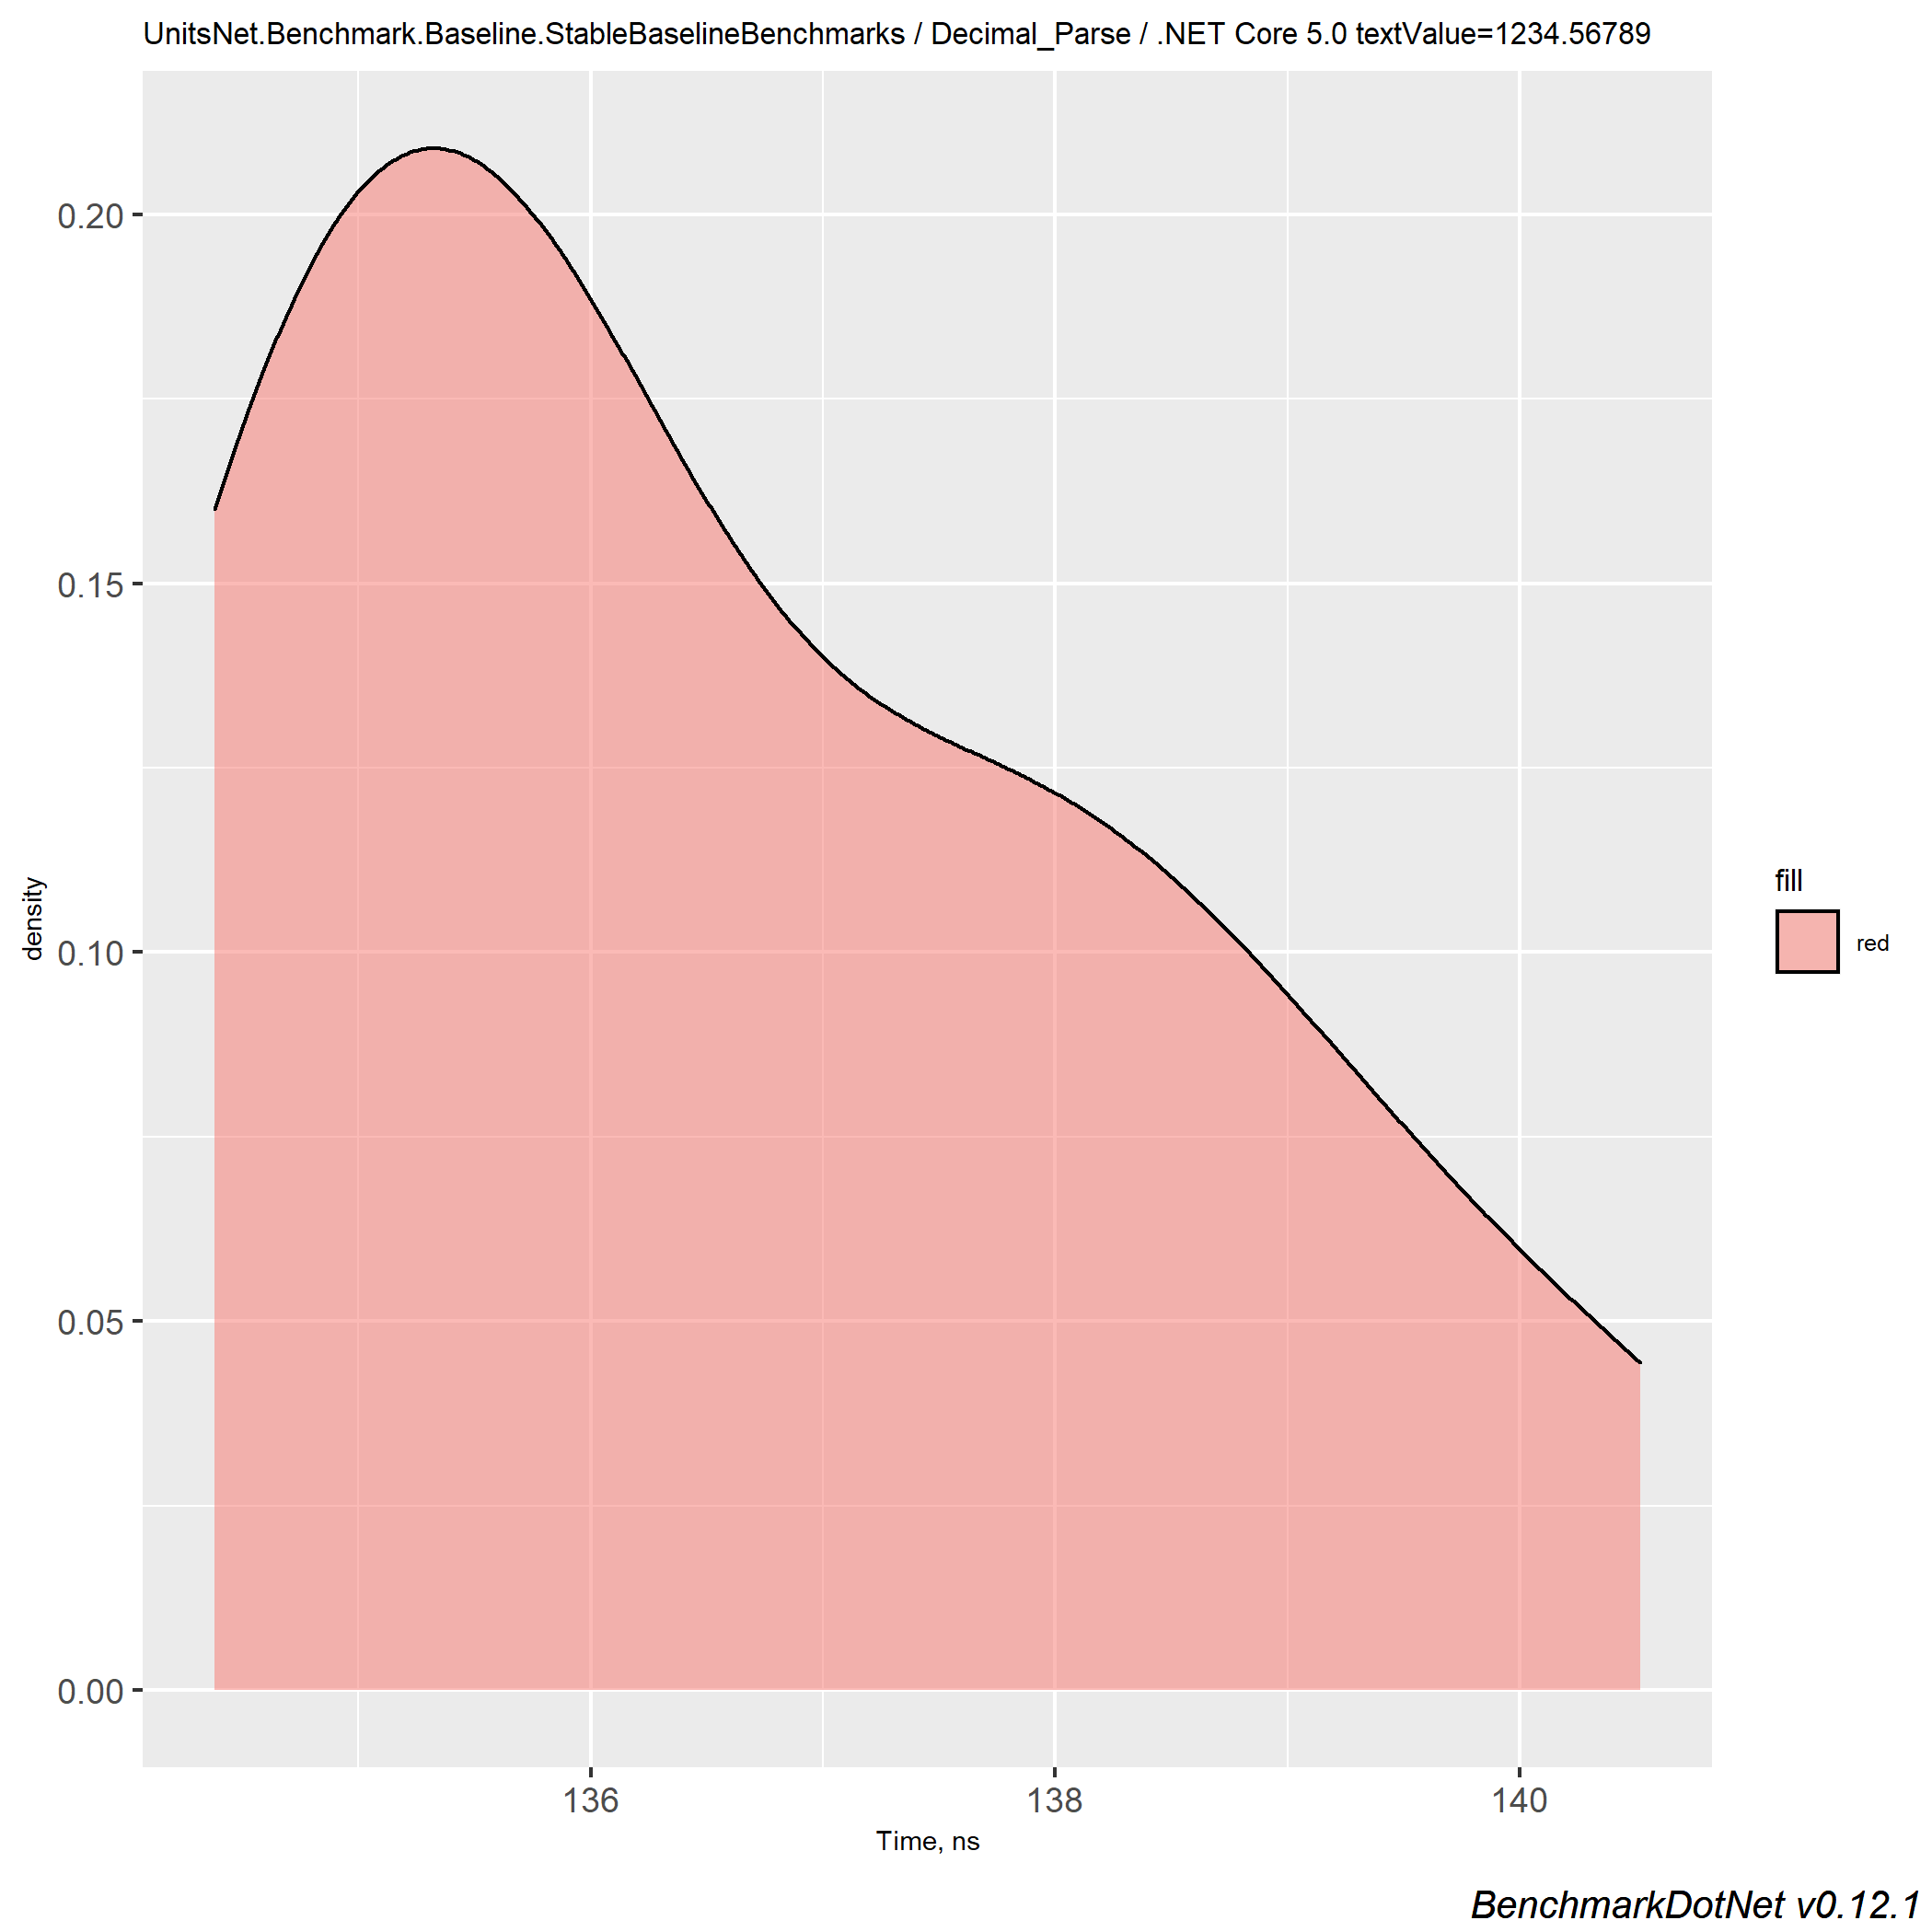 UnitsNet.Benchmark.Baseline.StableBaselineBenchmarks / Decimal_Parse / .NET Core 5.0 textValue=1234.56789
0.20
0.15
0.10
0.05
0.00
density
136 138 140
Time, ns
fill
red
BenchmarkDotNet v0.12.1